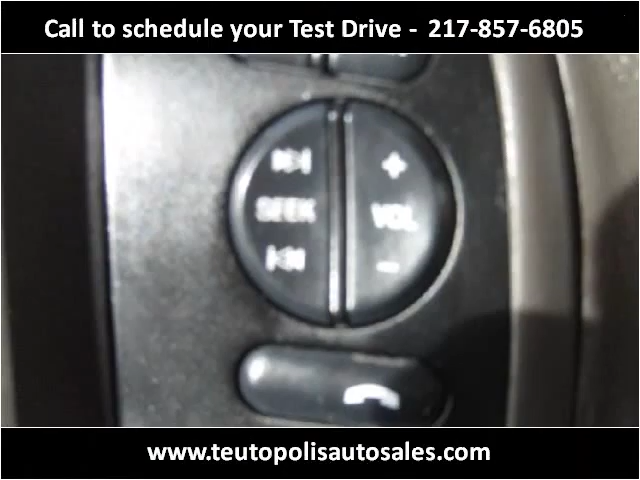 Call to schedule your Test Drive - 217-857-6805
+
SEEK VOL
-
www.teutopolisautosales.com